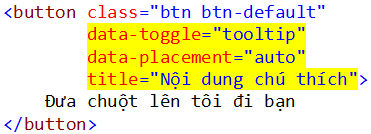 <button class="btn btn-default"
data-toggle="tooltip"
data-placement="auto"
title="Nội dung chú thích">
Đưa chuột lên tôi đi bạn
</button>